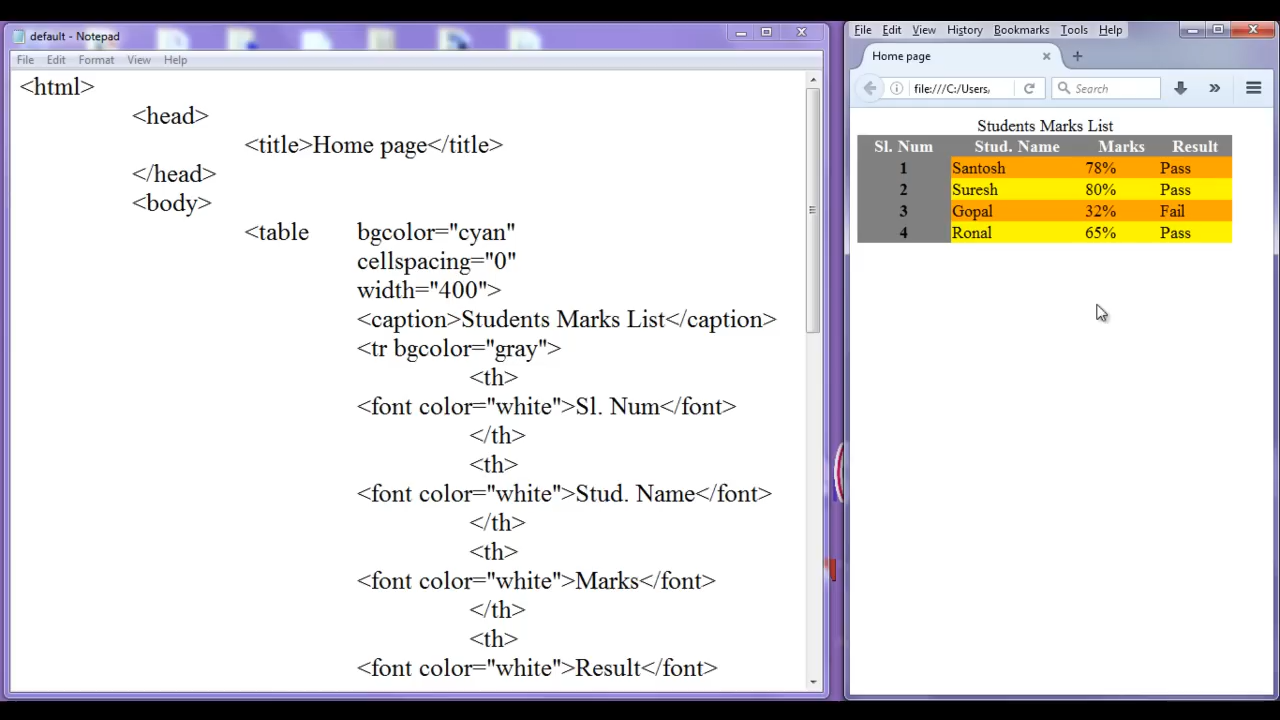 default - Notepad
File Edit Format View Help
<html>
<head>
<title>Home page</title>
</head>
<body>
<table bgcolor="cyan"
cellspacing="0"
width="400">
<caption>Students Marks List</caption>
<tr bgcolor="gray">
<th>
<font color="white">Sl. Num</font>
</th>
<th>
<font color="white">Stud. Name</font>
</th>
<th>
<font color="white">Marks</font>
</th>
<th>
<font color="white">Result</font>
File Edit View History Bookmarks Tools Help
Home page
file:///C:/Users, Search
Students Marks List
Sl. Num Stud. Name Marks Result
1 Santosh 78% Pass
2 Suresh 80% Pass
3 Gopal 32% Fail
4 Ronal 65% Pass